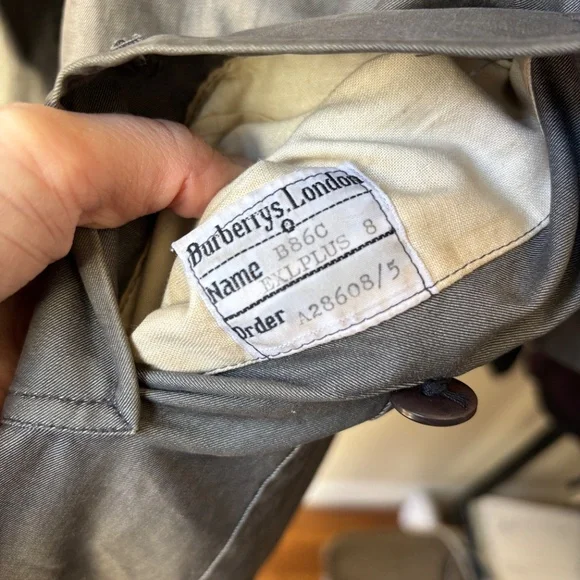 Burberrys, London
B86C
Name EXLPLUS 8
Order A28608/5